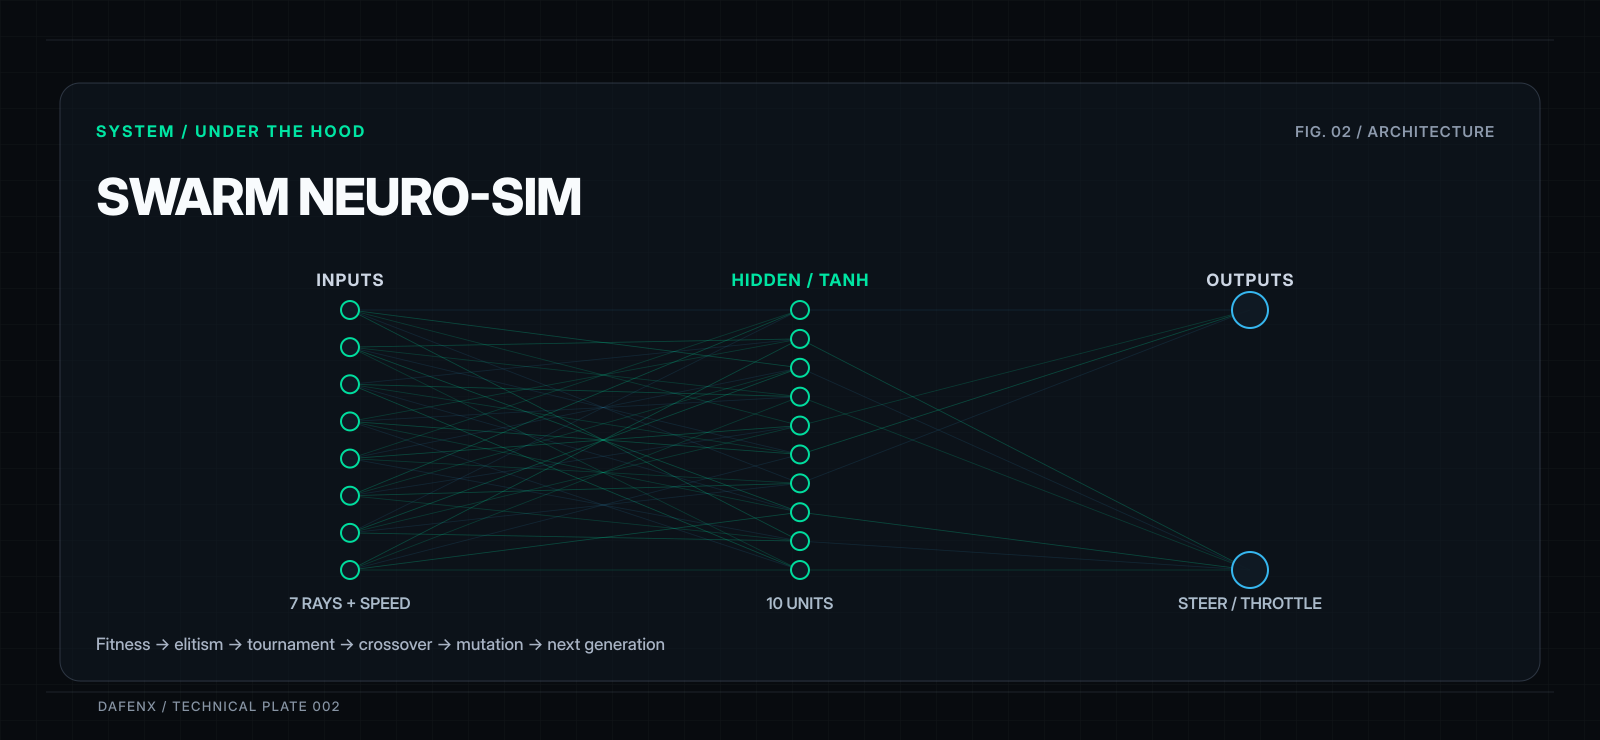 SYSTEM / UNDER THE HOOD
FIG. 02 / ARCHITECTURE
SWARM NEURO-SIM
INPUTS
HIDDEN / TANH
OUTPUTS
7 RAYS + SPEED
10 UNITS
STEER / THROTTLE
Fitness → elitism → tournament → crossover → mutation → next generation
DAFENX / TECHNICAL PLATE 002